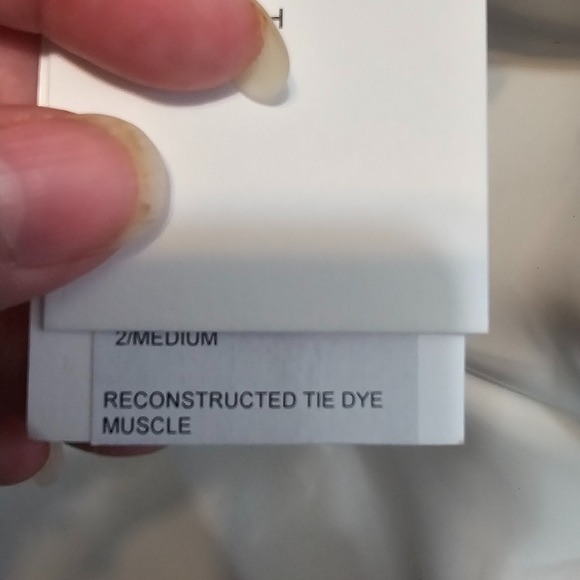 2/MEDIUM
RECONSTRUCTED TIE DYE
MUSCLE